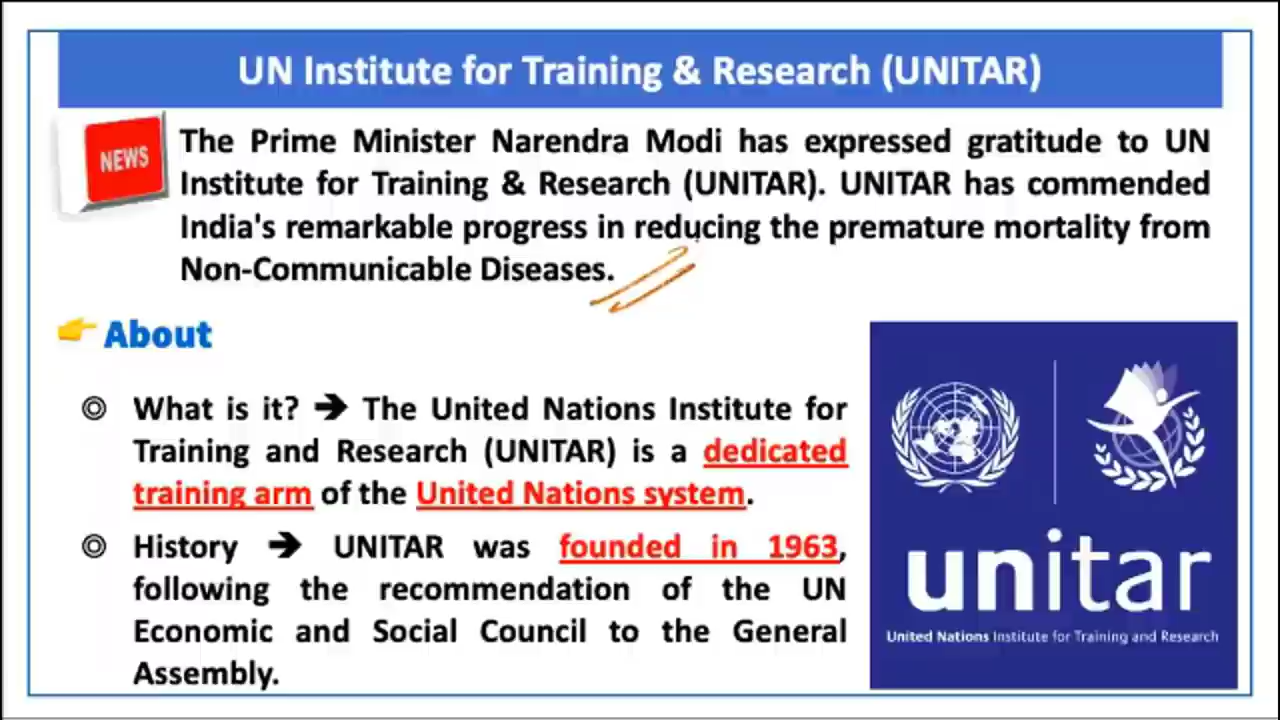 UN Institute for Training & Research (UNITAR)
NEWS
The Prime Minister Narendra Modi has expressed gratitude to UN
Institute for Training & Research (UNITAR). UNITAR has commended
India's remarkable progress in reducing the premature mortality from
Non-Communicable Diseases.
About
What is it? ➔ The United Nations Institute for
Training and Research (UNITAR) is a dedicated
training arm of the United Nations system.
History ➔ UNITAR was founded in 1963,
following the recommendation of the UN
Economic and Social Council to the General
Assembly.
unitar
United Nations Institute for Training and Research